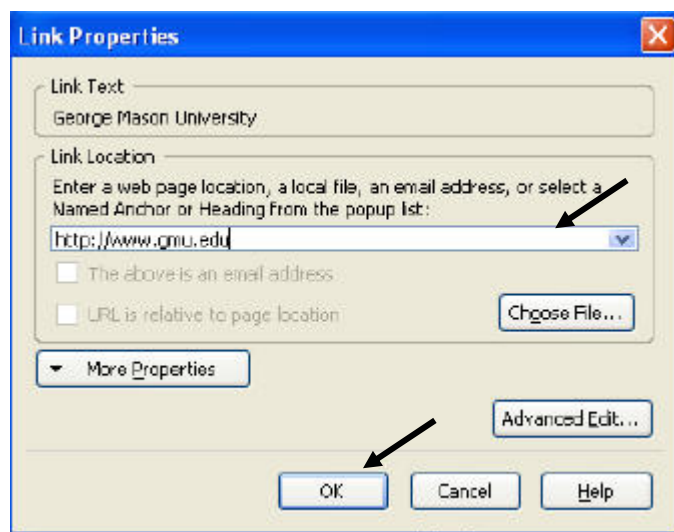 Link Properties
Link Text
George Mason University
Link Location
Enter a web page location, a local file, an email address, or select a
Named Anchor or Heading from the popup list:
http://www.gmu.edu
The above is an email address
URL is relative to page location
Choose File...
More Properties
Advanced Edit...
OK
Cancel
Help